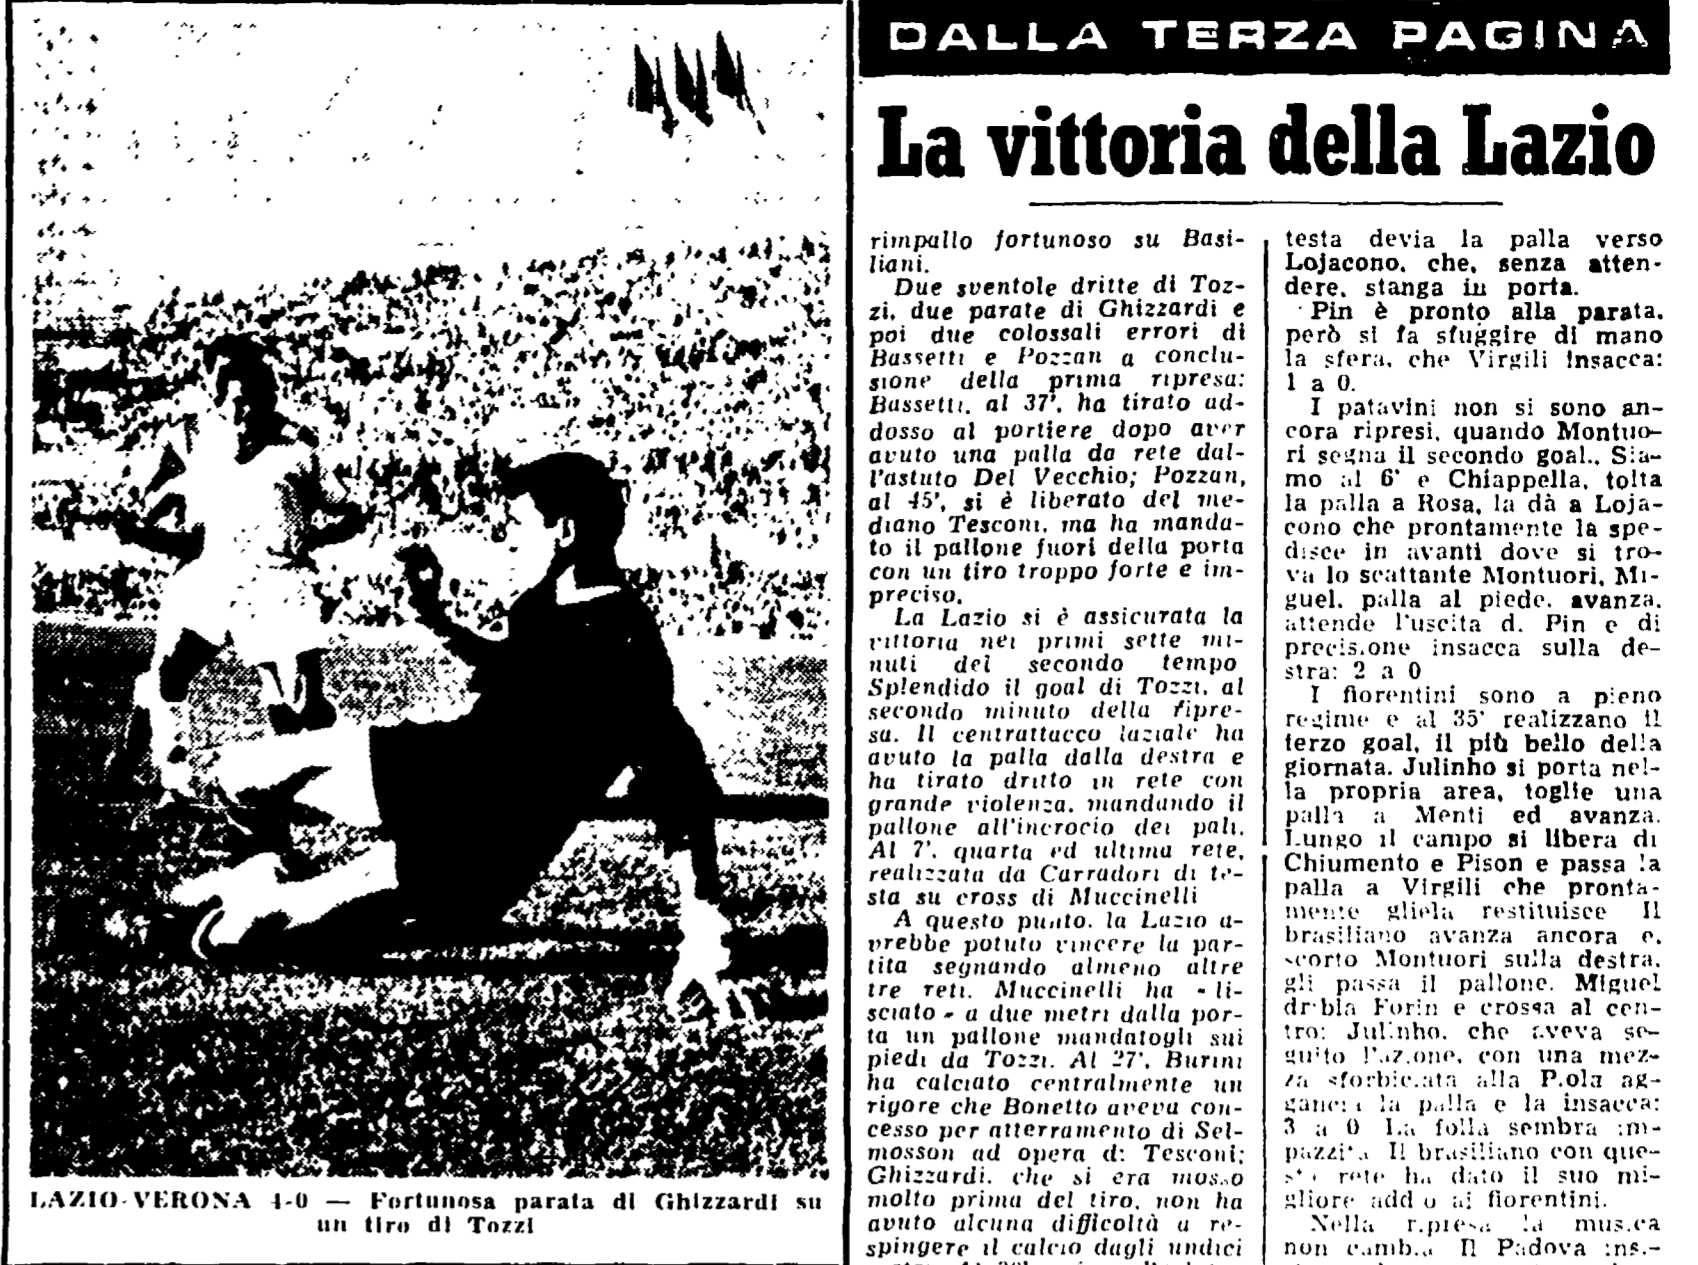 DALLA TERZA PAGINA
La vittoria della Lazio
rimpallo fortunoso su Basi-
liani.
Due sventole dritte di Toz-
zi, due parate di Ghizzardi e
poi due colossali errori di
Bassetti e Pozzan a conclu-
sione della prima ripresa:
Bassetti, al 37', ha tirato ad-
dosso al portiere dopo aver
avuto una palla da rete dal-
l'astuto Del Vecchio; Pozzan,
al 45', si è liberato del me-
diano Tesconi, ma ha manda-
to il pallone fuori della porta
con un tiro troppo forte e im-
preciso.
La Lazio si è assicurata la
vittoria nei primi sette mi-
nuti del secondo tempo
Splendido il goal di Tozzi, al
secondo minuto della ripre-
sa. Il centrattacco laziale ha
avuto la palla dalla destra e
ha tirato dritto in rete con
grande violenza, mandando il
pallone all'incrocio dei pali.
Al 7', quarta ed ultima rete,
realizzata da Carradori di te-
sta su cross di Muccinelli
A questo punto, la Lazio a-
vrebbe potuto vincere la par-
tita segnando almeno altre
tre reti. Muccinelli ha - li-
sciato - a due metri dalla por-
ta un pallone mandatogli sui
piedi da Tozzi. Al 27', Burini
ha calciato centralmente un
rigore che Bonetto aveva con-
cesso per atterramento di Sel-
mosson ad opera di Tesconi;
Ghizzardi, che si era mosso
molto prima del tiro, non ha
avuto alcuna difficoltà a re-
spingere il calcio dagli undici
testa devia la palla verso
Lojacono, che, senza atten-
dere, stanga in porta.
Pin è pronto alla parata,
però si fa sfuggire di mano
la sfera, che Virgili insacca:
1 a 0.
I patavini non si sono an-
cora ripresi, quando Montuo-
ri segna il secondo goal.. Sia-
mo al 6' e Chiappella, tolta
la palla a Rosa, la dà a Loja-
cono che prontamente la spe-
disce in avanti dove si tro-
va lo scattante Montuori. Mi-
guel, palla al piede, avanza,
attende l'uscita di Pin e di
precisione insacca sulla de-
stra: 2 a 0
I fiorentini sono a pieno
regime e al 35' realizzano il
terzo goal, il più bello della
giornata. Julinho si porta nel-
la propria area, toglie una
palla a Menti ed avanza.
Lungo il campo si libera di
Chiumento e Pison e passa la
palla a Virgili che pronta-
mente gliela restituisce Il
brasiliano avanza ancora e,
scorto Montuori sulla destra,
gli passa il pallone. Miguel
dribla Forin e crossa al cen-
tro: Julinho, che aveva se-
guito l'azione, con una mez-
za sforbiciata alla Piola ag-
gancia la palla e la insacca:
3 a 0 La folla sembra im-
pazzita Il brasiliano con que-
sta rete ha dato il suo mi-
gliore addio ai fiorentini.
Nella ripresa la musica
non cambia Il Padova ins.-
LAZIO-VERONA 4-0 — Fortunosa parata di Ghizzardi su
un tiro di Tozzi